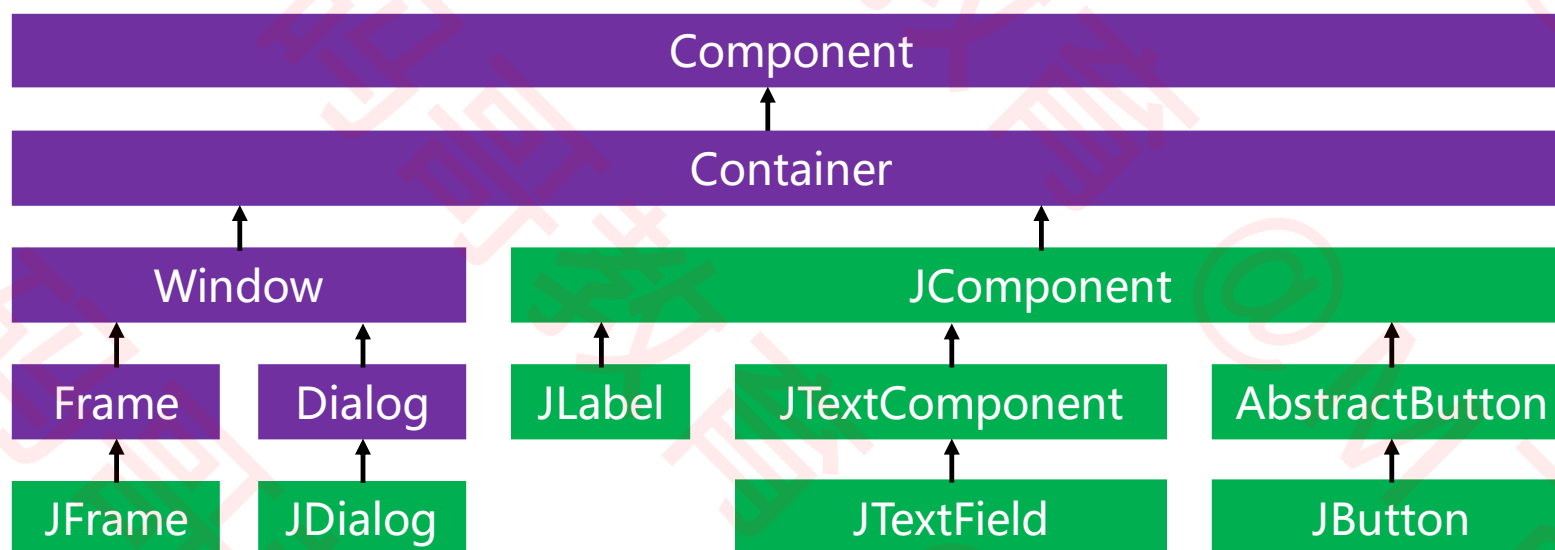 Component
Container
Window
JComponent
Frame
Dialog
JLabel
JTextComponent
AbstractButton
JFrame
JDialog
JTextField
JButton